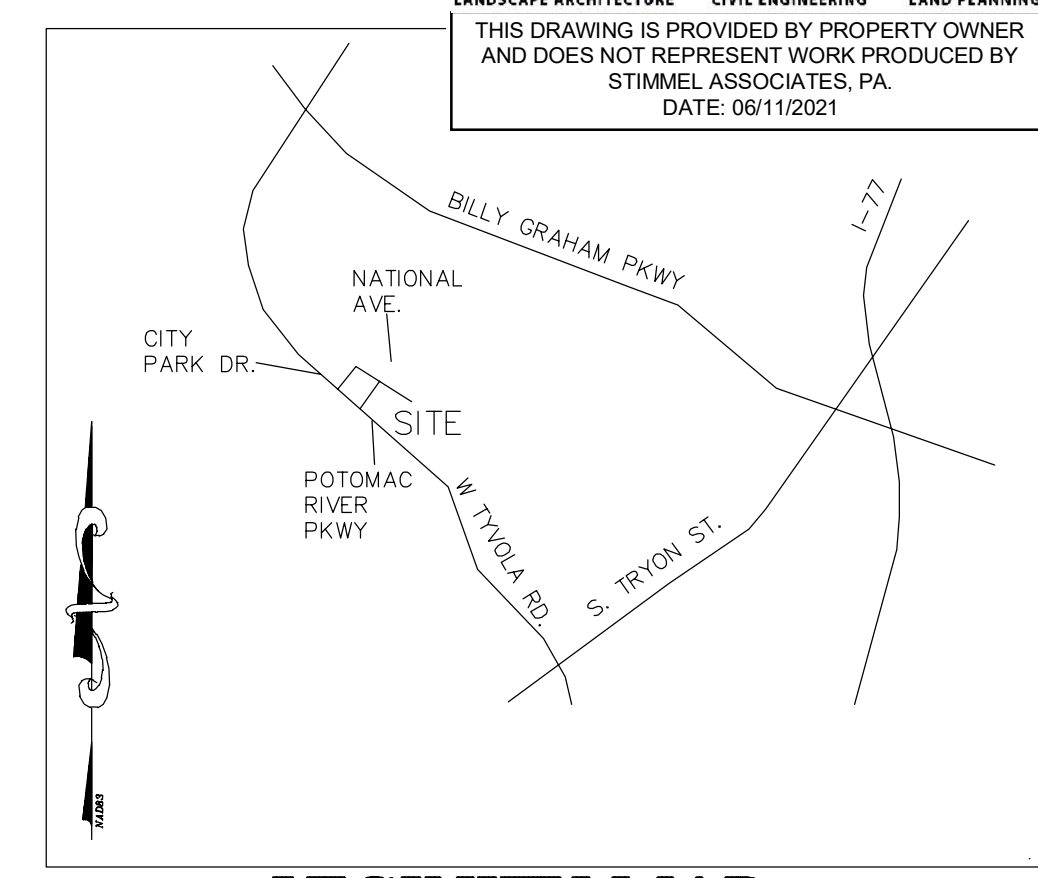 LANDSCAPE ARCHITECTURE CIVIL ENGINEERING LAND PLANNING
THIS DRAWING IS PROVIDED BY PROPERTY OWNER
AND DOES NOT REPRESENT WORK PRODUCED BY
STIMMEL ASSOCIATES, PA.
DATE: 06/11/2021
I-77
BILLY GRAHAM PKWY
NATIONAL
AVE.
CITY
PARK DR.
SITE
POTOMAC
RIVER
PKWY
W TYVOLA RD.
S. TRYON ST.
NAD83